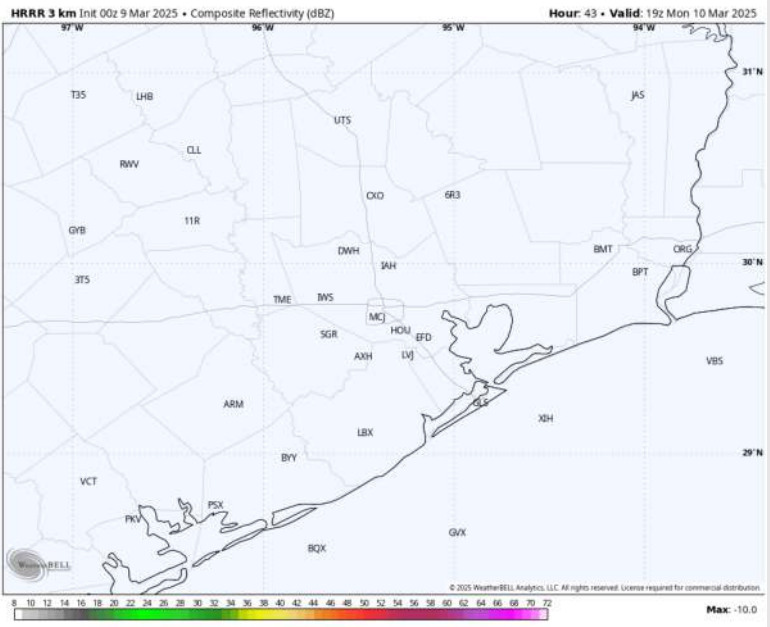 HRRR 3 km Init 00z 9 Mar 2025 • Composite Reflectivity (dBZ) Hour: 43 • Valid: 19z Mon 10 Mar 2025
97°W 96°W 95°W 94°W
31°N
T35 LHB JAS
UTS
CLL
RWV
CXO 6R3
11R
GYB
DWH BMT ORG
IAH 30°N
BPT
3T5
TME IWS
MCJ
SGR HOU EFD
AXH LVJ
VBS
ARM GLS
XIH
LBX
BYY 29°N
VCT
PSX
PKV
GVX
BQX
WeatherBELL
© 2025 WeatherBELL Analytics, LLC. All rights reserved. License required for commercial distribution.
8 10 12 14 16 18 20 22 24 26 28 30 32 34 36 38 40 42 44 46 48 50 52 54 56 58 60 62 64 66 68 70 72
Max: -10.0